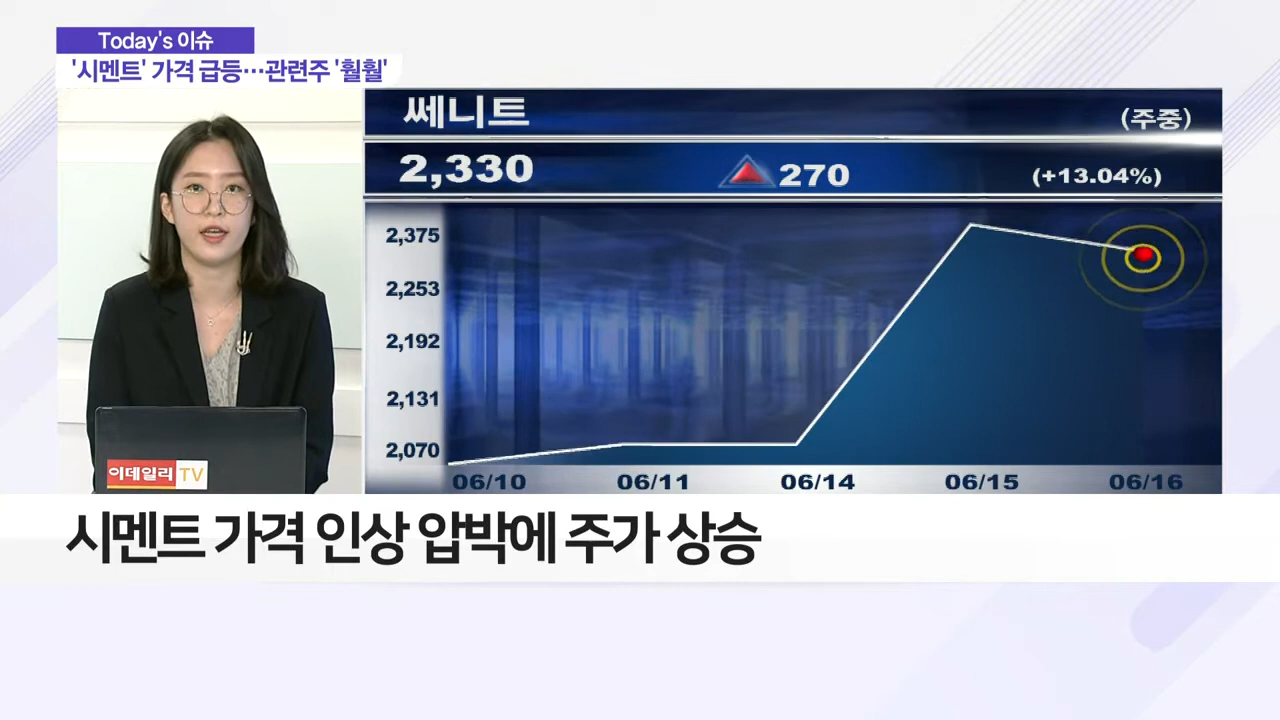 Today's 이슈
'시멘트' 가격 급등…관련주 '훨훨'
쎄니트 (주중)
2,330 270 (+13.04%)
2,375
2,253
2,192
2,131
2,070
06/10 06/11 06/14 06/15 06/16
이데일리 TV
시멘트 가격 인상 압박에 주가 상승